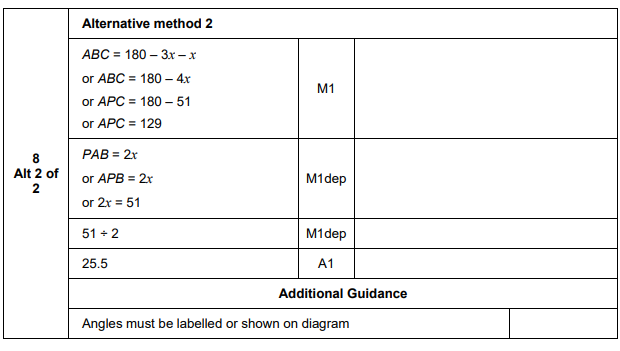 Alternative method 2
ABC = 180 – 3x – x
or ABC = 180 – 4x
or APC = 180 – 51
or APC = 129
M1
8
Alt 2 of
2
PAB = 2x
or APB = 2x
or 2x = 51
M1dep
51 ÷ 2
M1dep
25.5
A1
Additional Guidance
Angles must be labelled or shown on diagram